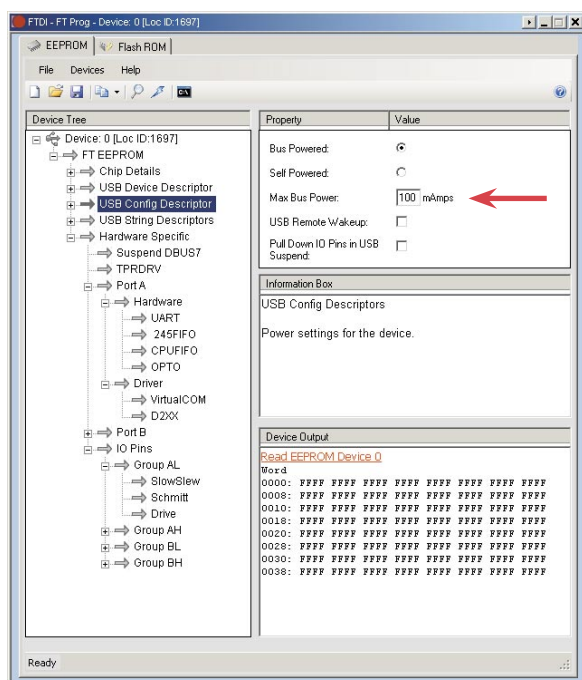 FTDI - FT Prog - Device: 0 [Loc ID:1697]
EEPROM
Flash ROM
File Devices Help
Device Tree
Device: 0 [Loc ID:1697]
FT EEPROM
Chip Details
USB Device Descriptor
USB Config Descriptor
USB String Descriptors
Hardware Specific
Suspend DBUS7
TPRDRV
Port A
Hardware
UART
245FIFO
CPUFIFO
OPTO
Driver
VirtualCOM
D2XX
Port B
IO Pins
Group AL
SlowSlew
Schmitt
Drive
Group AH
Group BL
Group BH
Property Value
Bus Powered:
Self Powered:
Max Bus Power: 100 mAmps
USB Remote Wakeup:
Pull Down IO Pins in USB
Suspend:
Information Box
USB Config Descriptors
Power settings for the device.
Device Output
Read EEPROM Device 0
Word
0000: FFFF FFFF FFFF FFFF FFFF FFFF FFFF FFFF
0008: FFFF FFFF FFFF FFFF FFFF FFFF FFFF FFFF
0010: FFFF FFFF FFFF FFFF FFFF FFFF FFFF FFFF
0018: FFFF FFFF FFFF FFFF FFFF FFFF FFFF FFFF
0020: FFFF FFFF FFFF FFFF FFFF FFFF FFFF FFFF
0028: FFFF FFFF FFFF FFFF FFFF FFFF FFFF FFFF
0030: FFFF FFFF FFFF FFFF FFFF FFFF FFFF FFFF
0038: FFFF FFFF FFFF FFFF FFFF FFFF FFFF FFFF
Ready